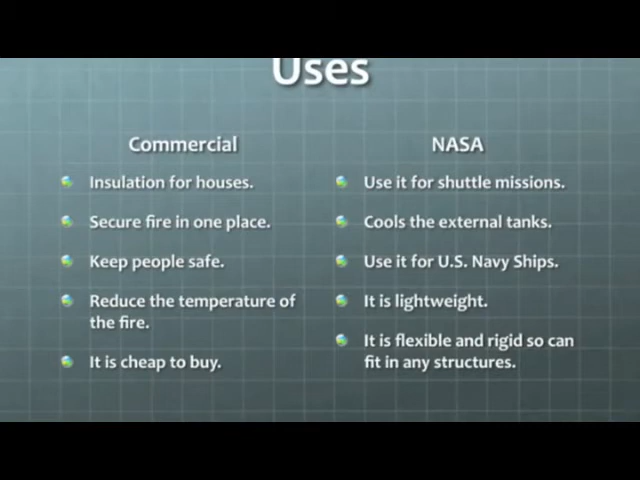 Uses
Commercial
Insulation for houses.
Secure fire in one place.
Keep people safe.
Reduce the temperature of
the fire.
It is cheap to buy.
NASA
Use it for shuttle missions.
Cools the external tanks.
Use it for U.S. Navy Ships.
It is lightweight.
It is flexible and rigid so can
fit in any structures.